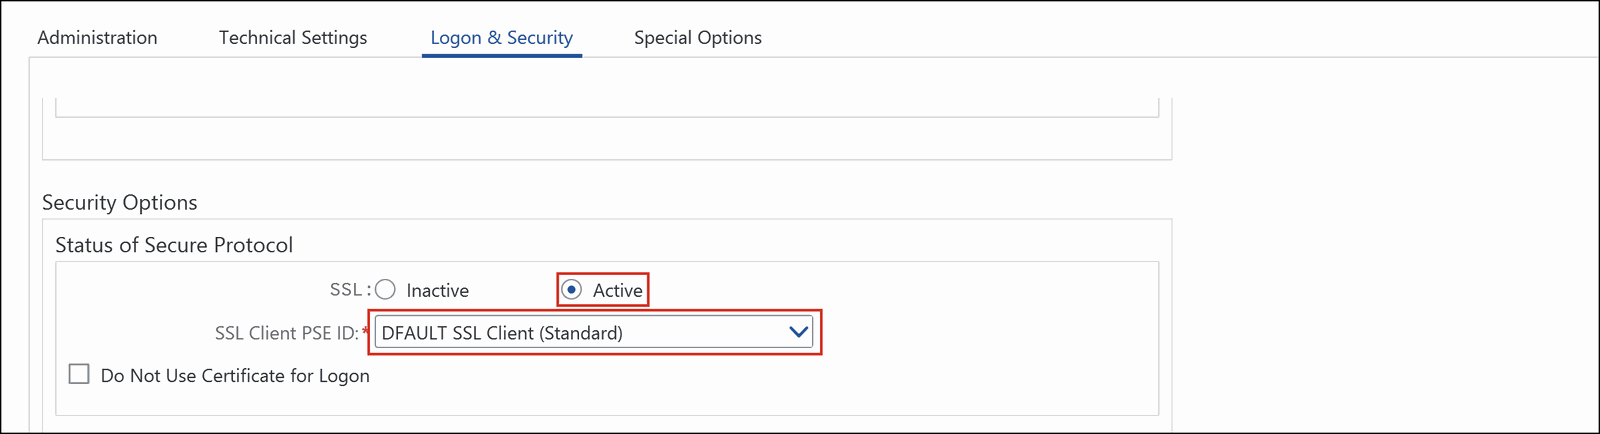 Administration Technical Settings Logon & Security Special Options
Security Options
Status of Secure Protocol
SSL: Inactive Active
SSL Client PSE ID:* DFAULT SSL Client (Standard)
Do Not Use Certificate for Logon